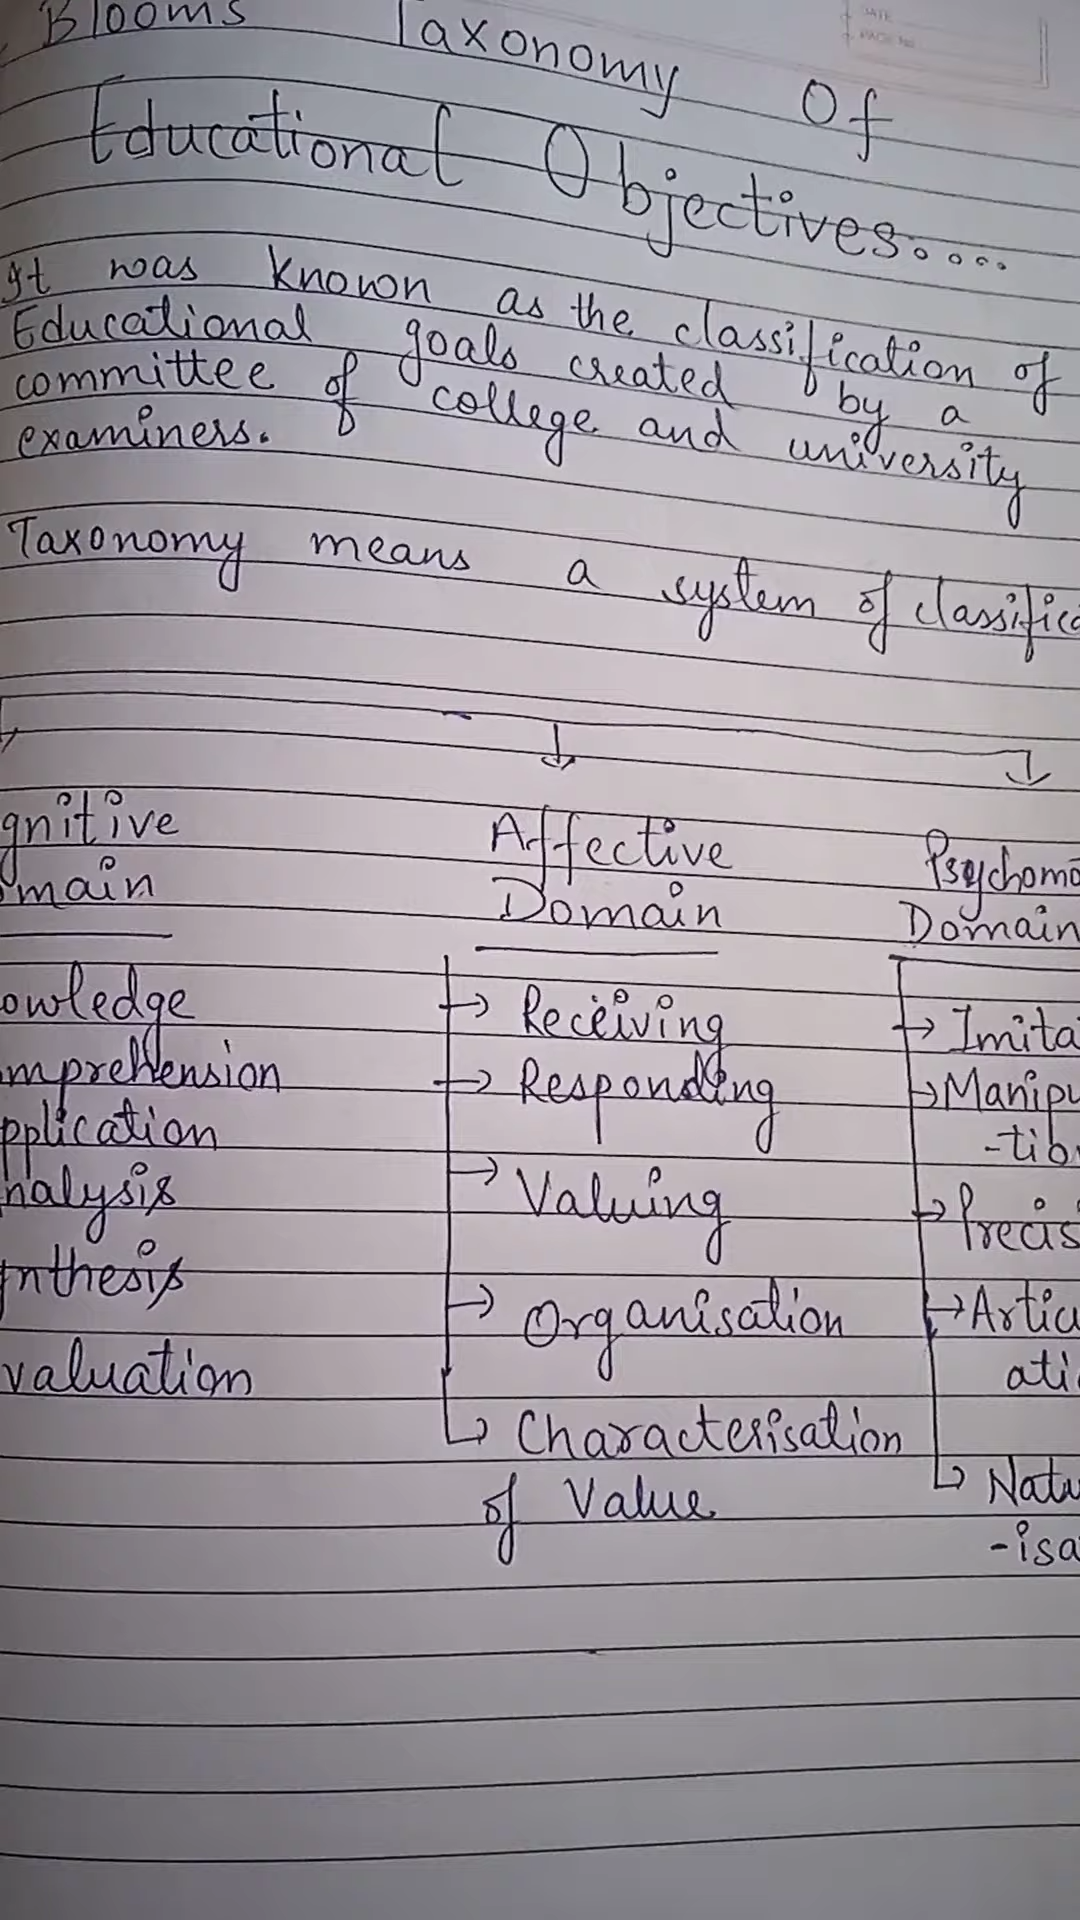 Blooms Taxonomy Of
Educational Objectives....
It was known as the classification of
Educational goals created by a
committee of college and university
examiners.
Taxonomy means a system of classific
gnitive Affective Psychomo
main Domain Domain
owledge Receiving Imita
mprehension Responding Manipu
pplication -tio
nalysis Valuing Precis
nthesis Organisation Articu
valuation ati
Characterisation
of Value Natu
-isa